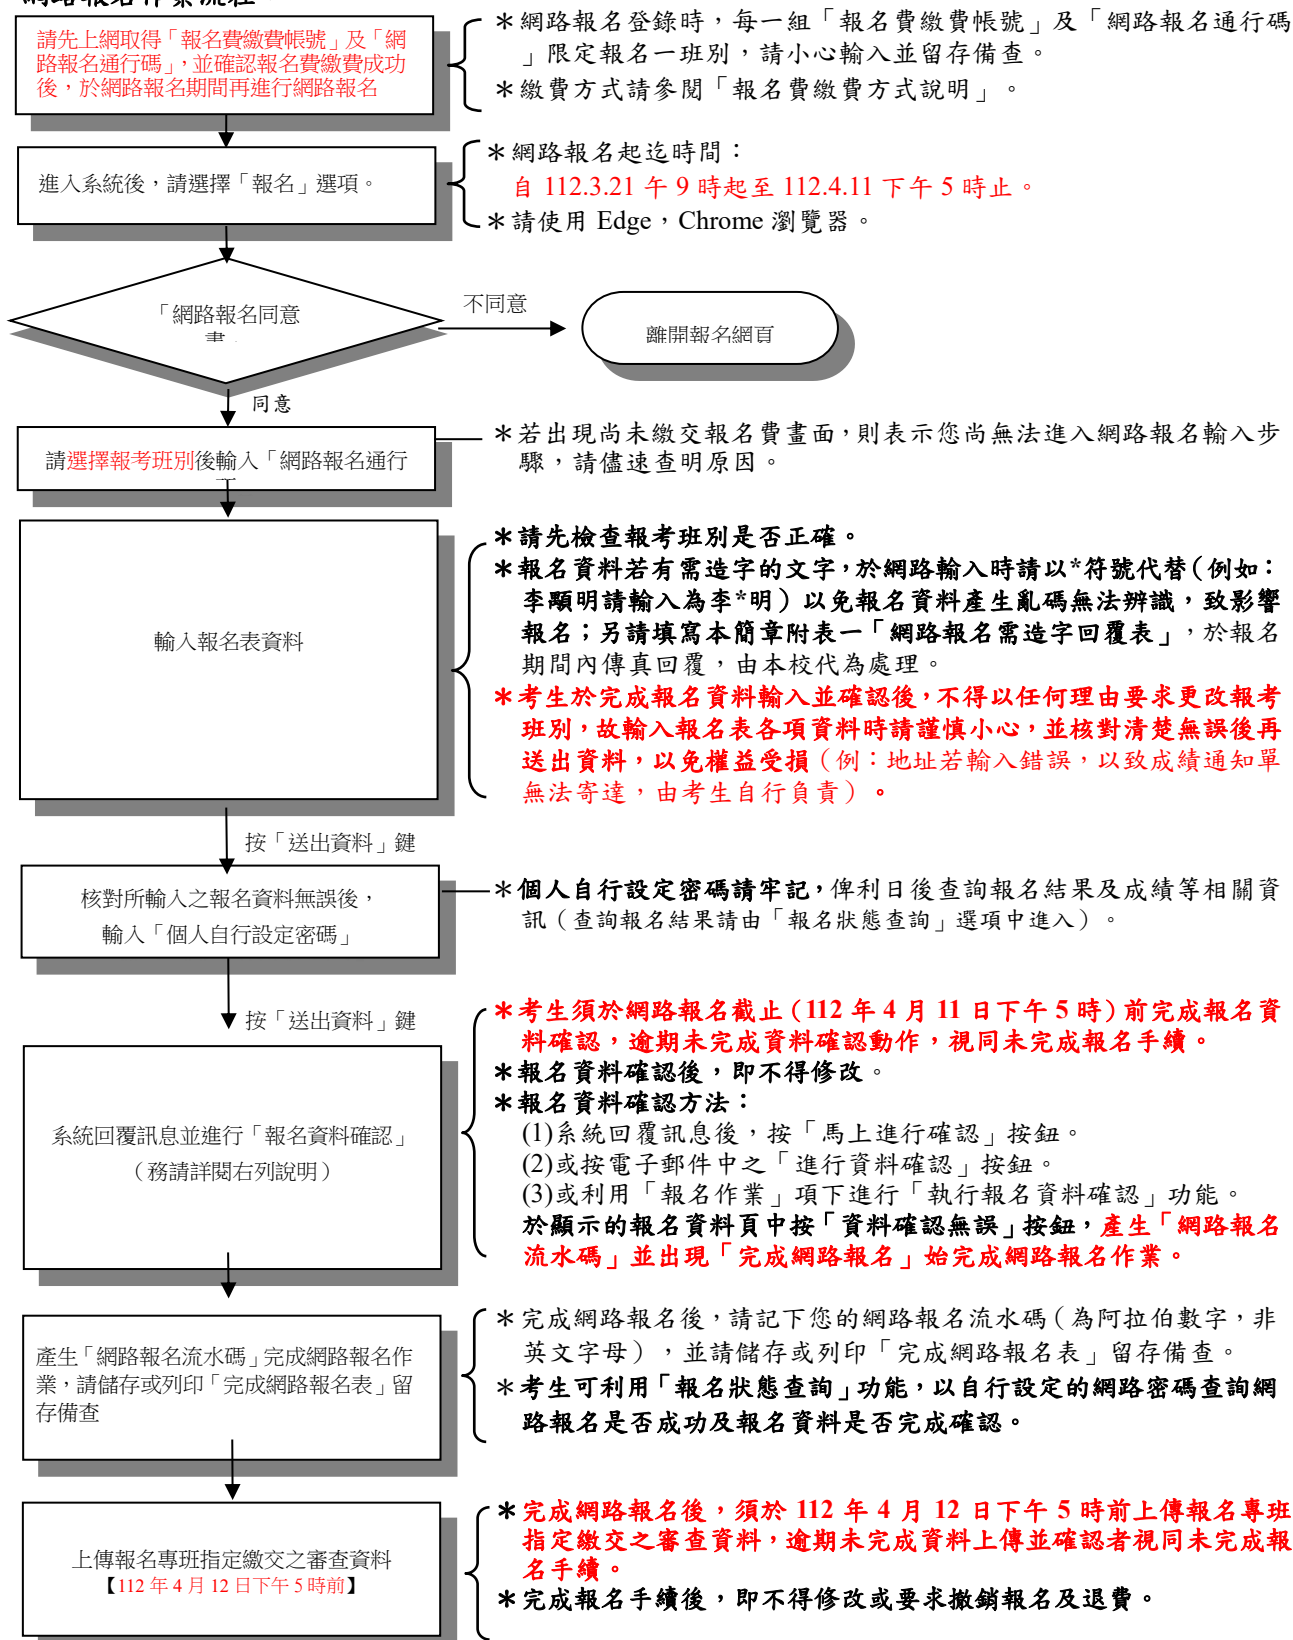 請先上網取得「報名費繳費帳號」及「網
路報名通行碼」，並確認報名費繳費成功
後，於網路報名期間再進行網路報名
＊網路報名登錄時，每一組「報名費繳費帳號」及「網路報名通行碼
」限定報名一班別，請小心輸入並留存備查。
＊繳費方式請參閱「報名費繳費方式說明」。
進入系統後，請選擇「報名」選項。
＊網路報名起迄時間：
自 112.3.21 午 9 時起至 112.4.11 下午 5 時止。
＊請使用 Edge，Chrome 瀏覽器。
「網路報名同意
不同意
離開報名網頁
同意
請選擇報考班別後輸入「網路報名通行
＊若出現尚未繳交報名費畫面，則表示您尚無法進入網路報名輸入步
驟，請儘速查明原因。
輸入報名表資料
＊請先檢查報考班別是否正確。
＊報名資料若有需造字的文字，於網路輸入時請以*符號代替（例如：
李顯明請輸入為李*明）以免報名資料產生亂碼無法辨識，致影響
報名；另請填寫本簡章附表一「網路報名需造字回覆表」，於報名
期間內傳真回覆，由本校代為處理。
＊考生於完成報名資料輸入並確認後，不得以任何理由要求更改報考
班別，故輸入報名表各項資料時請謹慎小心，並核對清楚無誤後再
送出資料，以免權益受損（例：地址若輸入錯誤，以致成績通知單
無法寄達，由考生自行負責）。
按「送出資料」鍵
核對所輸入之報名資料無誤後，
輸入「個人自行設定密碼」
＊個人自行設定密碼請牢記，俾利日後查詢報名結果及成績等相關資
訊（查詢報名結果請由「報名狀態查詢」選項中進入）。
按「送出資料」鍵
系統回覆訊息並進行「報名資料確認」
（務請詳閱右列說明）
＊考生須於網路報名截止（112 年 4 月 11 日下午 5 時）前完成報名資
料確認，逾期未完成資料確認動作，視同未完成報名手續。
＊報名資料確認後，即不得修改。
＊報名資料確認方法：
(1)系統回覆訊息後，按「馬上進行確認」按鈕。
(2)或按電子郵件中之「進行資料確認」按鈕。
(3)或利用「報名作業」項下進行「執行報名資料確認」功能。
於顯示的報名資料頁中按「資料確認無誤」按鈕，產生「網路報名
流水碼」並出現「完成網路報名」始完成網路報名作業。
產生「網路報名流水碼」完成網路報名作
業，請儲存或列印「完成網路報名表」留
存備查
＊完成網路報名後，請記下您的網路報名流水碼（為阿拉伯數字，非
英文字母），並請儲存或列印「完成網路報名表」留存備查。
＊考生可利用「報名狀態查詢」功能，以自行設定的網路密碼查詢網
路報名是否成功及報名資料是否完成確認。
上傳報名專班指定繳交之審查資料
【112 年 4 月 12 日下午 5 時前】
＊完成網路報名後，須於 112 年 4 月 12 日下午 5 時前上傳報名專班
指定繳交之審查資料，逾期未完成資料上傳並確認者視同未完成報
名手續。
＊完成報名手續後，即不得修改或要求撤銷報名及退費。